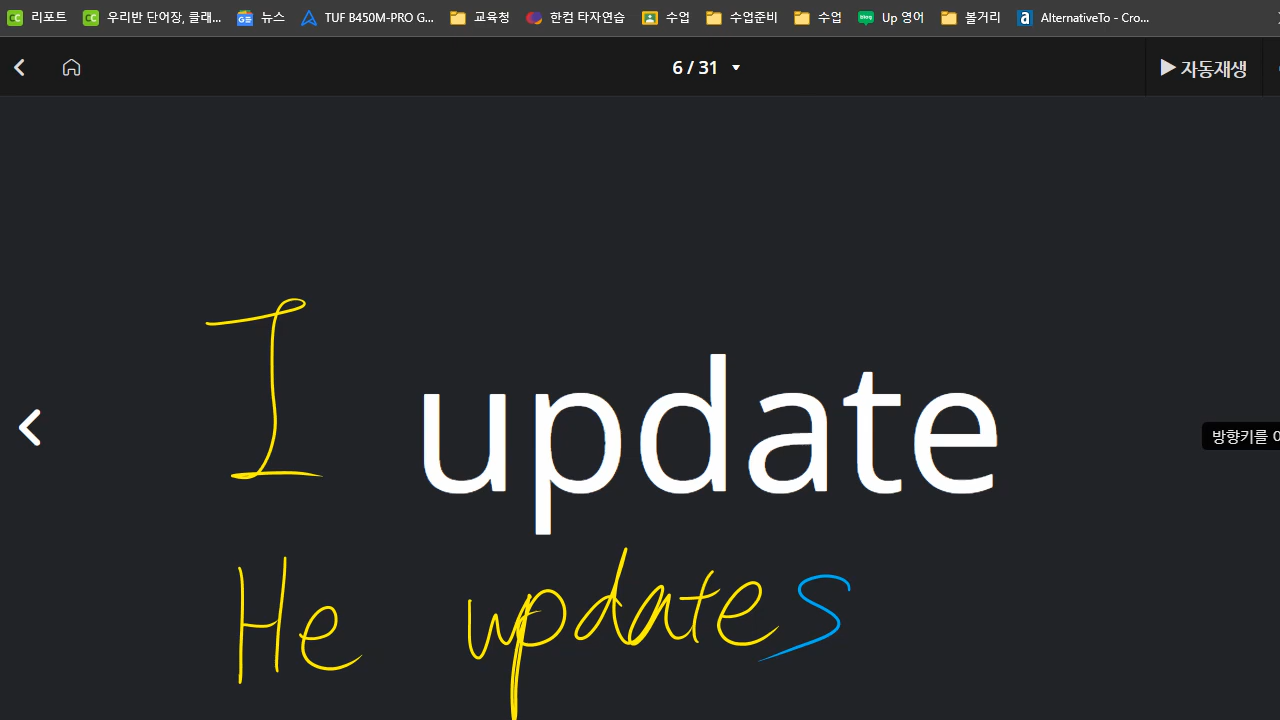 리포트 우리반 단어장, 클래... 뉴스 TUF B450M-PRO G... 교육청 한컴 타자연습 수업 수업준비 수업 Up 영어 볼거리 AlternativeTo - Cro...
6 / 31 자동재생
I update
방향키를
He updates